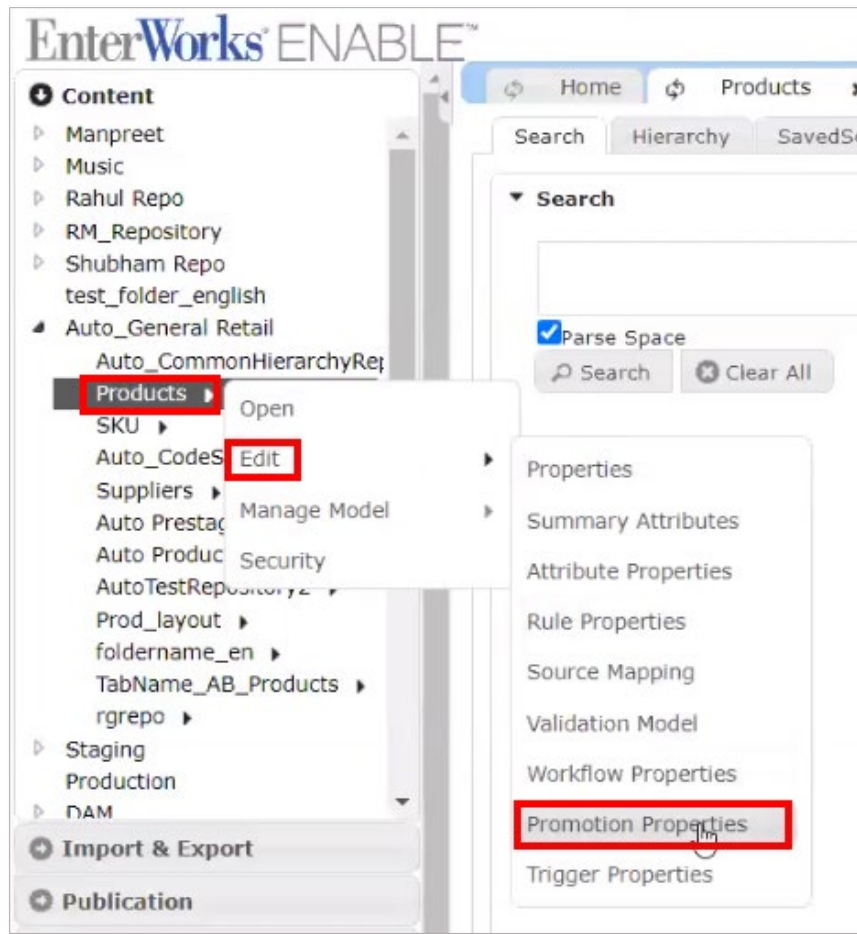 EnterWorks ENABLE™
Content
Manpreet
Music
Rahul Repo
RM_Repository
Shubham Repo
test_folder_english
Auto_General Retail
Auto_CommonHierarchyRep
Products
SKU
Auto_CodeS
Suppliers
Auto Prestag
Auto Produc
AutoTestRepository2
Prod_layout
foldername_en
TabName_AB_Products
rgrepo
Staging
Production
DAM
Import & Export
Publication
Open
Edit
Manage Model
Security
Properties
Summary Attributes
Attribute Properties
Rule Properties
Source Mapping
Validation Model
Workflow Properties
Promotion Properties
Trigger Properties
Home Products
Search Hierarchy SavedSe
Search
Parse Space
Search Clear All